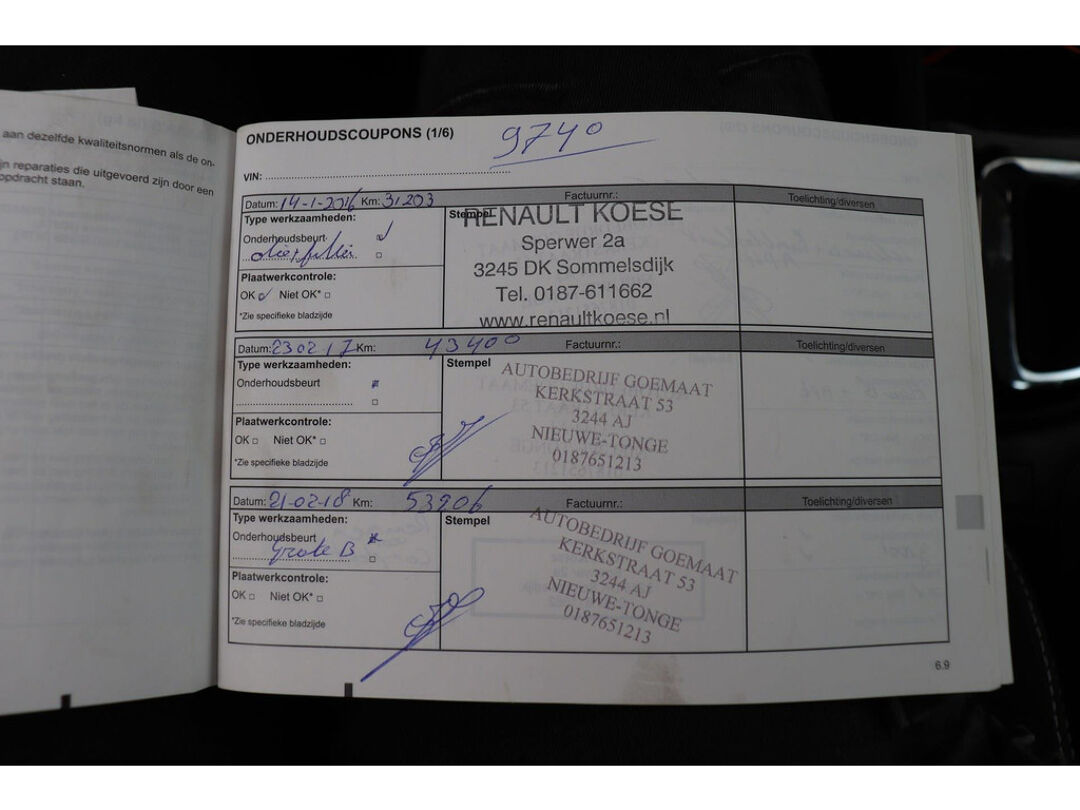 aan dezelfde kwaliteitsnormen als de on-
jn reparaties die uitgevoerd zijn door een
opdracht staan.
ONDERHOUDSCOUPONS (1/6)
9740
VIN:
Datum: 14-1-2016 Km: 31203 Factuurnr.: Toelichting/diversen
Type werkzaamheden:
Onderhoudsbeurt
olie + filter
Plaatwerkcontrole:
OK Niet OK*
*Zie specifieke bladzijde
Stempel
RENAULT KOESE
Sperwer 2a
3245 DK Sommelsdijk
Tel. 0187-611662
www.renaultkoese.nl
Datum: 23 02 17 Km: 43400 Factuurnr.: Toelichting/diversen
Type werkzaamheden:
Onderhoudsbeurt
Plaatwerkcontrole:
OK Niet OK*
*Zie specifieke bladzijde
Stempel
AUTOBEDRIJF GOEMAAT
KERKSTRAAT 53
3244 AJ
NIEUWE-TONGE
0187651213
Datum: 21-02-18 Km: 53906 Factuurnr.: Toelichting/diversen
Type werkzaamheden:
Onderhoudsbeurt
Grote B
Plaatwerkcontrole:
OK Niet OK*
*Zie specifieke bladzijde
Stempel
AUTOBEDRIJF GOEMAAT
KERKSTRAAT 53
3244 AJ
NIEUWE-TONGE
0187651213
6.9